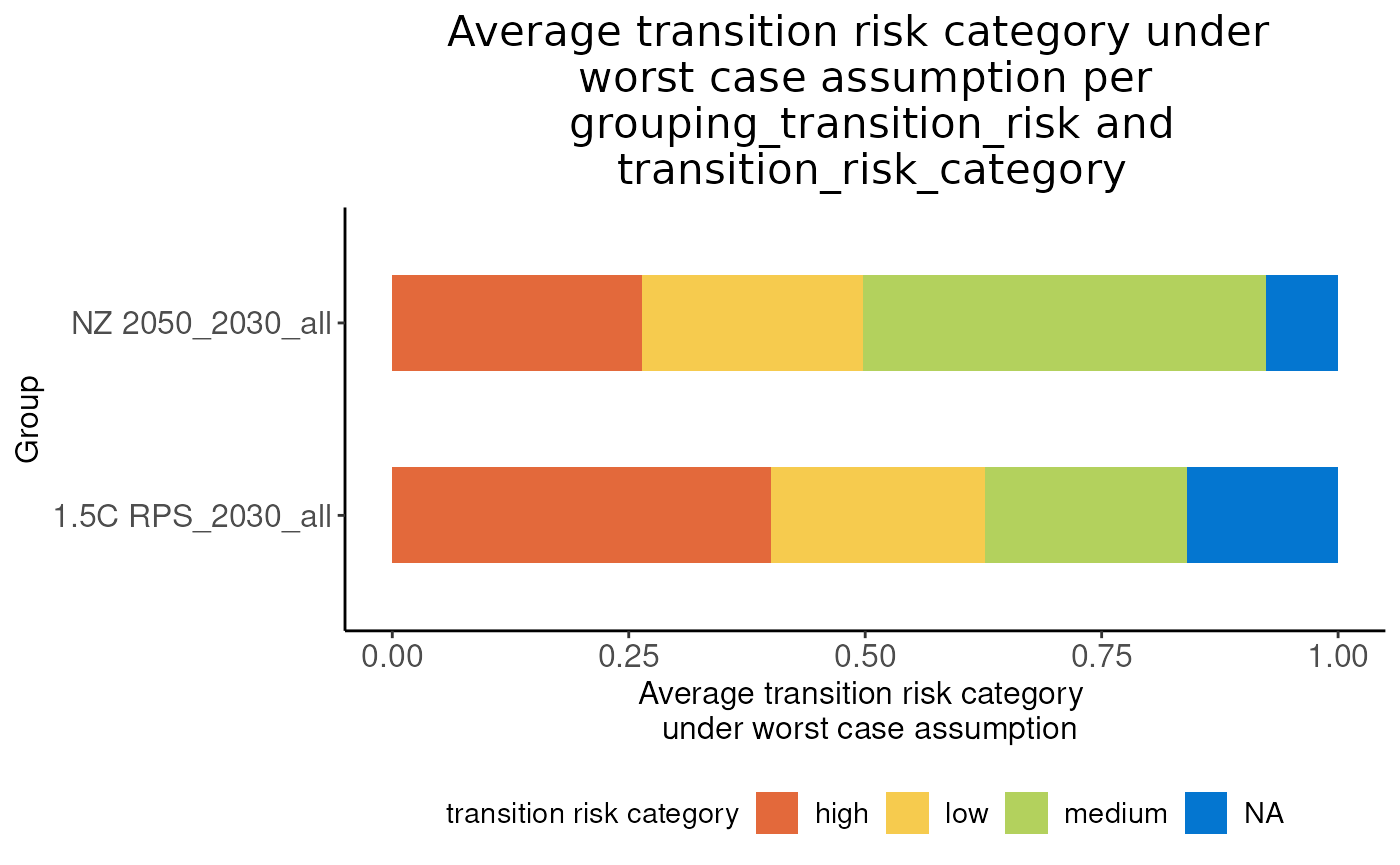 Average transition risk category under
worst case assumption per
grouping_transition_risk and
transition_risk_category
NZ 2050_2030_all
Group
1.5C RPS_2030_all
0.00 0.25 0.50 0.75 1.00
Average transition risk category
under worst case assumption
transition risk category high low medium NA